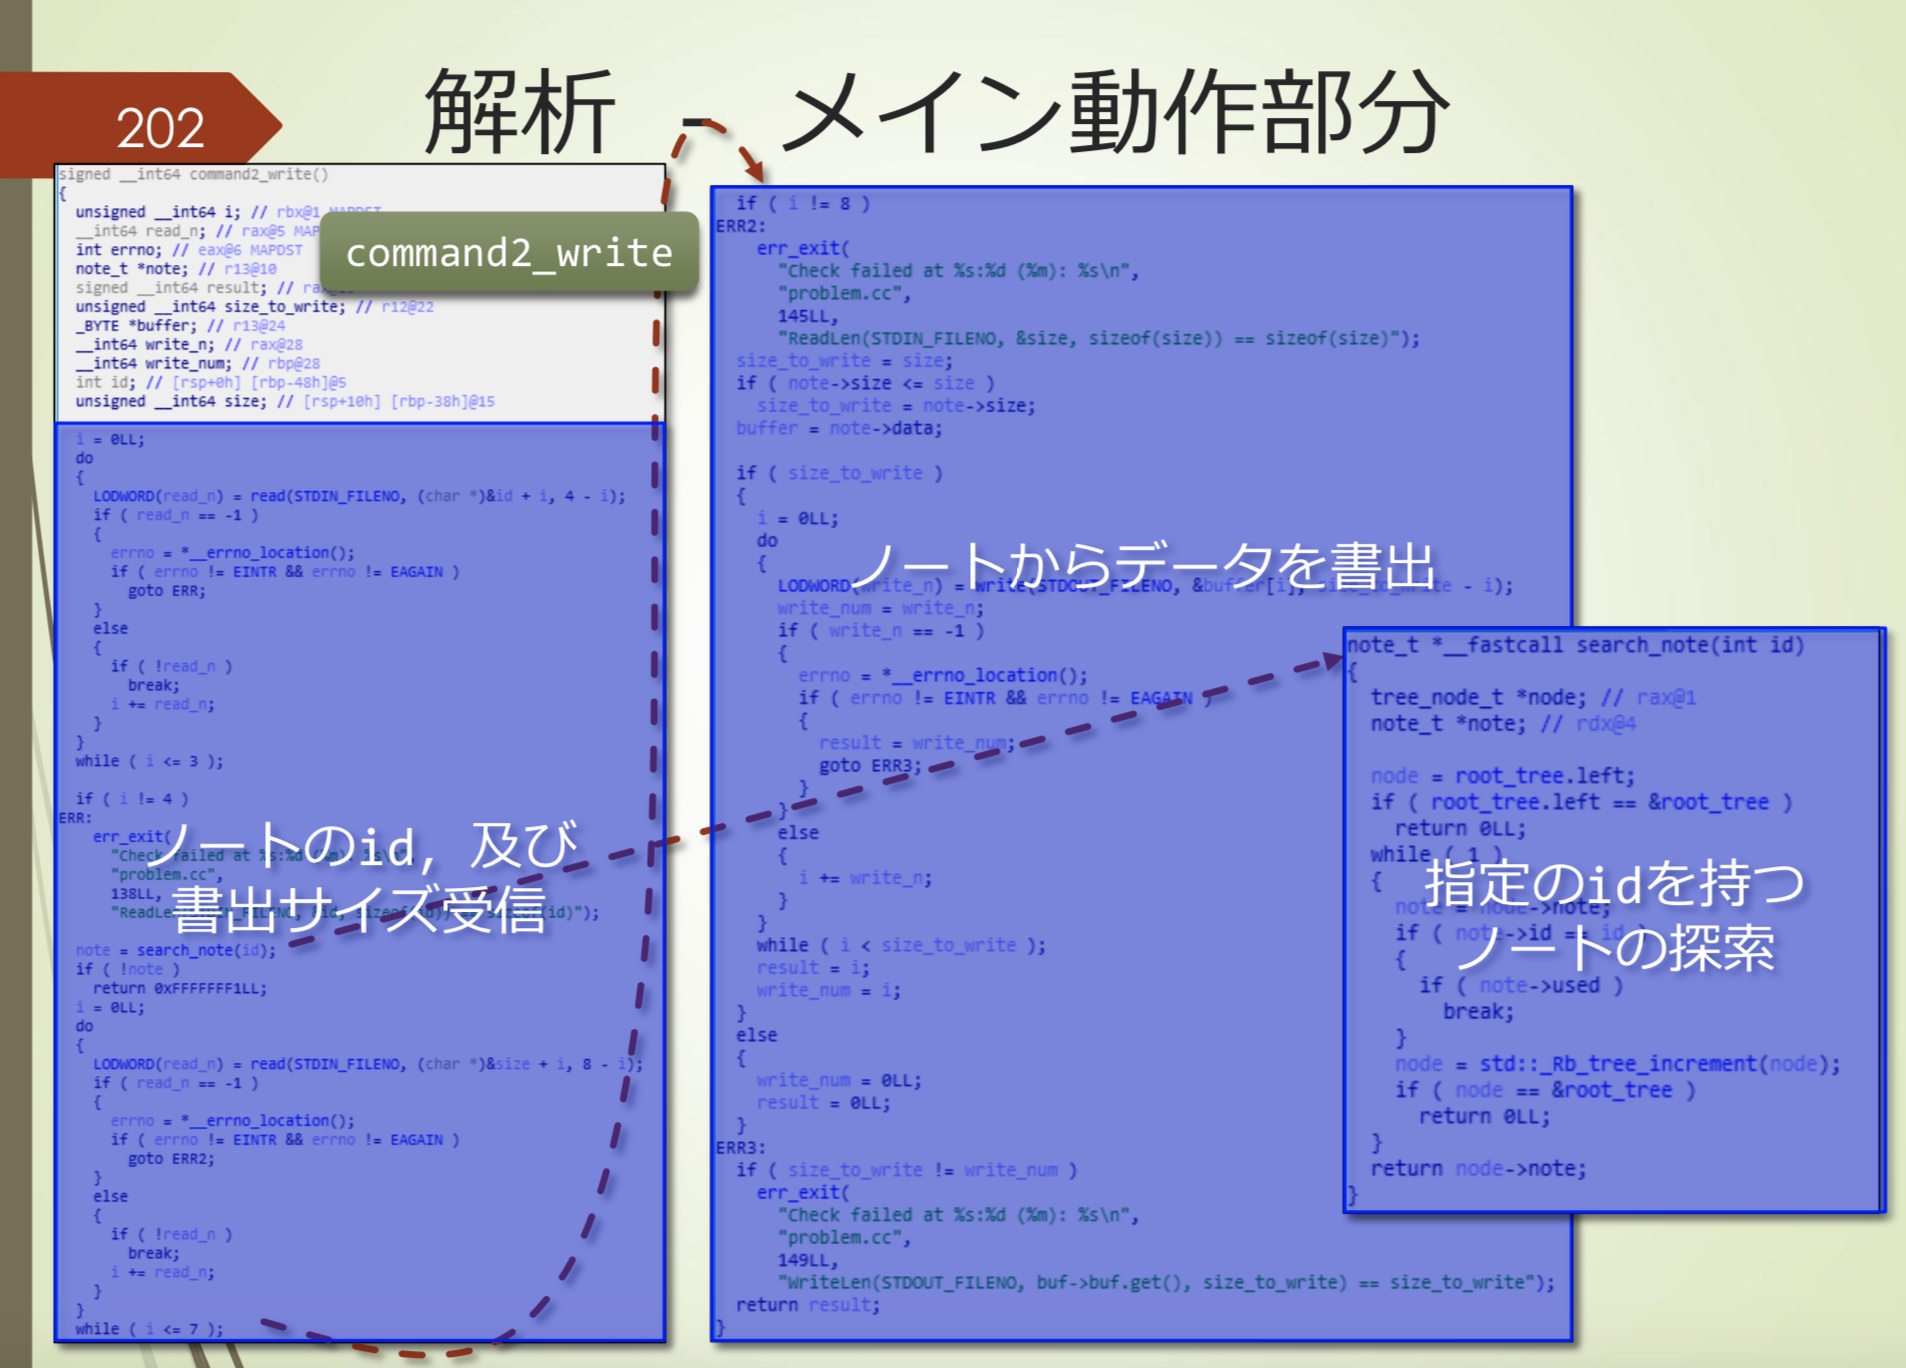 202
解析 - メイン動作部分
signed __int64 command2_write()
{
unsigned __int64 i; // rbx@1 MAPDST
__int64 read_n; // rax@5 MAP
int errno; // eax@6 MAPDST
note_t *note; // r13@10
signed __int64 result; //
unsigned __int64 size_to_write; // r12@22
_BYTE *buffer; // r13@24
__int64 write_n; // rax@28
__int64 write_num; // rbp@28
int id; // [rsp+0h] [rbp-48h]@5
unsigned __int64 size; // [rsp+10h] [rbp-38h]@15
command2_write
i = 0LL;
do
{
LODWORD(read_n) = read(STDIN_FILENO, (char *)&id + i, 4 - i);
if ( read_n == -1 )
{
errno = *__errno_location();
if ( errno != EINTR && errno != EAGAIN )
goto ERR;
}
else
{
if ( !read_n )
break;
i += read_n;
}
}
while ( i <= 3 );
if ( i != 4 )
ERR:
err_exit(
"Check failed at %s:%d (%m): %s\n",
"problem.cc",
138LL,
"ReadLen(STDIN_FILENO, &id, sizeof(id)) == sizeof(id)");
note = search_note(id);
if ( !note )
return 0xFFFFFFF1LL;
i = 0LL;
do
{
LODWORD(read_n) = read(STDIN_FILENO, (char *)&size + i, 8 - i);
if ( read_n == -1 )
{
errno = *__errno_location();
if ( errno != EINTR && errno != EAGAIN )
goto ERR2;
}
else
{
if ( !read_n )
break;
i += read_n;
}
}
while ( i <= 7 );
ノートのid, 及び
書出サイズ受信
if ( i != 8 )
ERR2:
err_exit(
"Check failed at %s:%d (%m): %s\n",
"problem.cc",
145LL,
"ReadLen(STDIN_FILENO, &size, sizeof(size)) == sizeof(size)");
size_to_write = size;
if ( note->size <= size )
size_to_write = note->size;
buffer = note->data;
if ( size_to_write )
{
i = 0LL;
do
{
LODWORD(write_n) = write(STDOUT_FILENO, &buffer[i], size_to_write - i);
write_num = write_n;
if ( write_n == -1 )
{
errno = *__errno_location();
if ( errno != EINTR && errno != EAGAIN )
{
result = write_num;
goto ERR3;
}
}
else
{
i += write_n;
}
}
while ( i < size_to_write );
result = i;
write_num = i;
}
else
{
write_num = 0LL;
result = 0LL;
}
ERR3:
if ( size_to_write != write_num )
err_exit(
"Check failed at %s:%d (%m): %s\n",
"problem.cc",
149LL,
"WriteLen(STDOUT_FILENO, buf->buf.get(), size_to_write) == size_to_write");
return result;
}
ノートからデータを書出
note_t *__fastcall search_note(int id)
{
tree_node_t *node; // rax@1
note_t *note; // rdx@4
node = root_tree.left;
if ( root_tree.left == &root_tree )
return 0LL;
while ( 1 )
{
note = node->note;
if ( note->id == id )
{
if ( note->used )
break;
}
node = std::_Rb_tree_increment(node);
if ( node == &root_tree )
return 0LL;
}
return node->note;
}
指定のidを持つ
ノートの探索